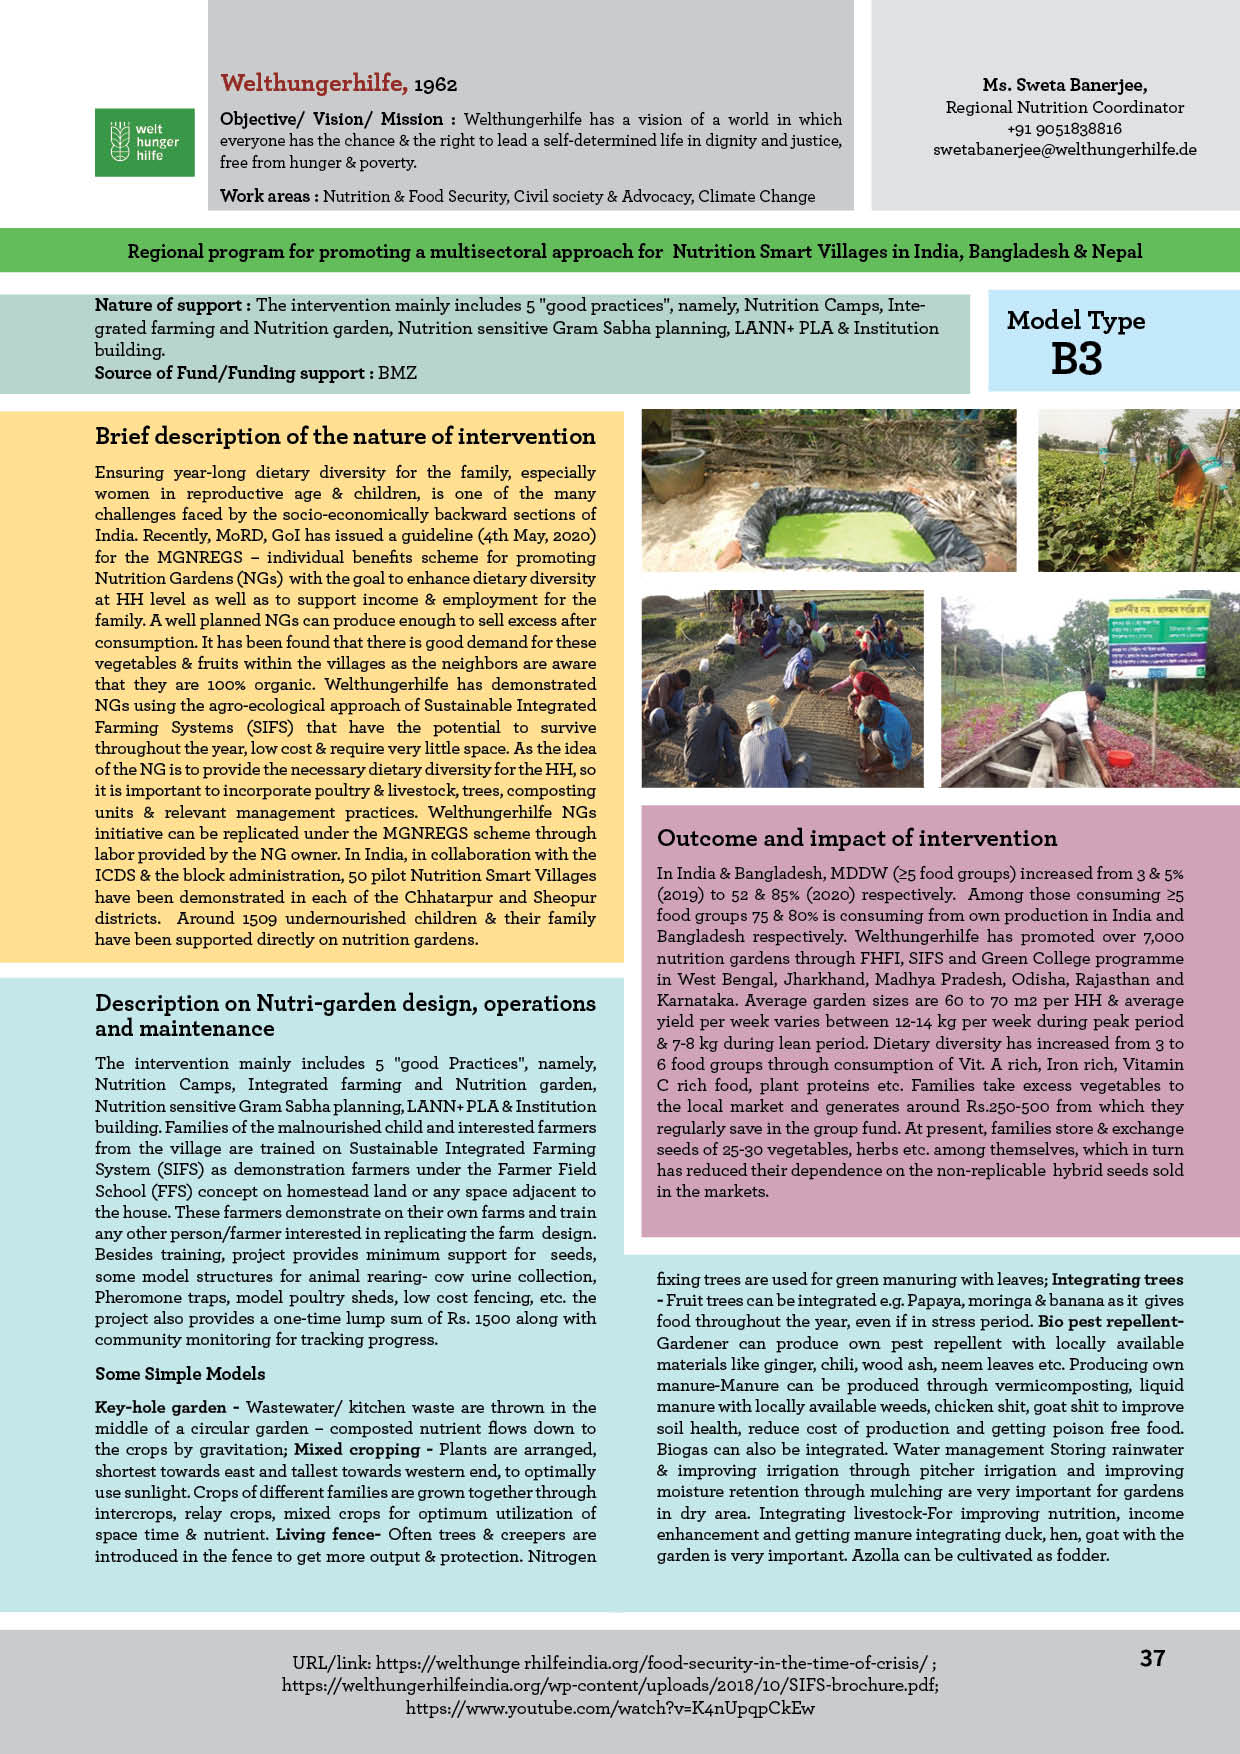 welt
hunger
hilfe
Welthungerhilfe, 1962
Objective/ Vision/ Mission : Welthungerhilfe has a vision of a world in which
everyone has the chance & the right to lead a self-determined life in dignity and justice,
free from hunger & poverty.
Work areas : Nutrition & Food Security, Civil society & Advocacy, Climate Change
Ms. Sweta Banerjee,
Regional Nutrition Coordinator
+91 9051838816
swetabanerjee@welthungerhilfe.de
Regional program for promoting a multisectoral approach for Nutrition Smart Villages in India, Bangladesh & Nepal
Nature of support : The intervention mainly includes 5 "good practices", namely, Nutrition Camps, Inte-
grated farming and Nutrition garden, Nutrition sensitive Gram Sabha planning, LANN+ PLA & Institution
building.
Source of Fund/Funding support : BMZ
Model Type
B3
Brief description of the nature of intervention
Ensuring year-long dietary diversity for the family, especially
women in reproductive age & children, is one of the many
challenges faced by the socio-economically backward sections of
India. Recently, MoRD, GoI has issued a guideline (4th May, 2020)
for the MGNREGS – individual benefits scheme for promoting
Nutrition Gardens (NGs) with the goal to enhance dietary diversity
at HH level as well as to support income & employment for the
family. A well planned NGs can produce enough to sell excess after
consumption. It has been found that there is good demand for these
vegetables & fruits within the villages as the neighbors are aware
that they are 100% organic. Welthungerhilfe has demonstrated
NGs using the agro-ecological approach of Sustainable Integrated
Farming Systems (SIFS) that have the potential to survive
throughout the year, low cost & require very little space. As the idea
of the NG is to provide the necessary dietary diversity for the HH, so
it is important to incorporate poultry & livestock, trees, composting
units & relevant management practices. Welthungerhilfe NGs
initiative can be replicated under the MGNREGS scheme through
labor provided by the NG owner. In India, in collaboration with the
ICDS & the block administration, 50 pilot Nutrition Smart Villages
have been demonstrated in each of the Chhatarpur and Sheopur
districts. Around 1509 undernourished children & their family
have been supported directly on nutrition gardens.
Description on Nutri-garden design, operations
and maintenance
The intervention mainly includes 5 "good Practices", namely,
Nutrition Camps, Integrated farming and Nutrition garden,
Nutrition sensitive Gram Sabha planning, LANN+ PLA & Institution
building. Families of the malnourished child and interested farmers
from the village are trained on Sustainable Integrated Farming
System (SIFS) as demonstration farmers under the Farmer Field
School (FFS) concept on homestead land or any space adjacent to
the house. These farmers demonstrate on their own farms and train
any other person/farmer interested in replicating the farm design.
Besides training, project provides minimum support for seeds,
some model structures for animal rearing- cow urine collection,
Pheromone traps, model poultry sheds, low cost fencing, etc. the
project also provides a one-time lump sum of Rs. 1500 along with
community monitoring for tracking progress.
Some Simple Models
Key-hole garden - Wastewater/ kitchen waste are thrown in the
middle of a circular garden – composted nutrient flows down to
the crops by gravitation; Mixed cropping - Plants are arranged,
shortest towards east and tallest towards western end, to optimally
use sunlight. Crops of different families are grown together through
intercrops, relay crops, mixed crops for optimum utilization of
space time & nutrient. Living fence- Often trees & creepers are
introduced in the fence to get more output & protection. Nitrogen
Outcome and impact of intervention
In India & Bangladesh, MDDW (≥5 food groups) increased from 3 & 5%
(2019) to 52 & 85% (2020) respectively. Among those consuming ≥5
food groups 75 & 80% is consuming from own production in India and
Bangladesh respectively. Welthungerhilfe has promoted over 7,000
nutrition gardens through FHFI, SIFS and Green College programme
in West Bengal, Jharkhand, Madhya Pradesh, Odisha, Rajasthan and
Karnataka. Average garden sizes are 60 to 70 m2 per HH & average
yield per week varies between 12-14 kg per week during peak period
& 7-8 kg during lean period. Dietary diversity has increased from 3 to
6 food groups through consumption of Vit. A rich, Iron rich, Vitamin
C rich food, plant proteins etc. Families take excess vegetables to
the local market and generates around Rs.250-500 from which they
regularly save in the group fund. At present, families store & exchange
seeds of 25-30 vegetables, herbs etc. among themselves, which in turn
has reduced their dependence on the non-replicable hybrid seeds sold
in the markets.
fixing trees are used for green manuring with leaves; Integrating trees
- Fruit trees can be integrated e.g. Papaya, moringa & banana as it gives
food throughout the year, even if in stress period. Bio pest repellent-
Gardener can produce own pest repellent with locally available
materials like ginger, chili, wood ash, neem leaves etc. Producing own
manure-Manure can be produced through vermicomposting, liquid
manure with locally available weeds, chicken shit, goat shit to improve
soil health, reduce cost of production and getting poison free food.
Biogas can also be integrated. Water management Storing rainwater
& improving irrigation through pitcher irrigation and improving
moisture retention through mulching are very important for gardens
in dry area. Integrating livestock-For improving nutrition, income
enhancement and getting manure integrating duck, hen, goat with the
garden is very important. Azolla can be cultivated as fodder.
URL/link: https://welthunge rhilfeindia.org/food-security-in-the-time-of-crisis/ ;
https://welthungerhilfeindia.org/wp-content/uploads/2018/10/SIFS-brochure.pdf;
https://www.youtube.com/watch?v=K4nUpqpCkEw
37